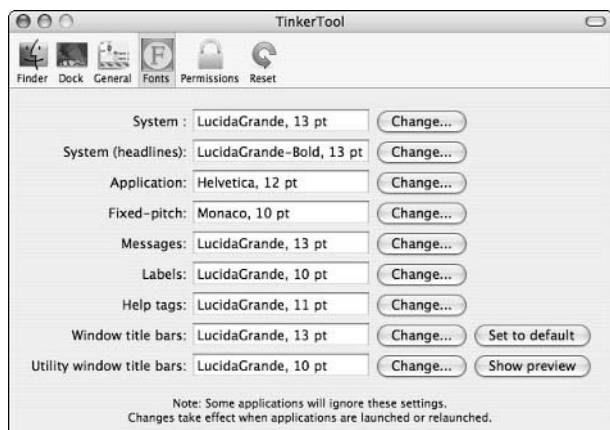 TinkerTool
Finder Dock General Fonts Permissions Reset
System : LucidaGrande, 13 pt Change...
System (headlines): LucidaGrande-Bold, 13 pt Change...
Application: Helvetica, 12 pt Change...
Fixed-pitch: Monaco, 10 pt Change...
Messages: LucidaGrande, 13 pt Change...
Labels: LucidaGrande, 10 pt Change...
Help tags: LucidaGrande, 11 pt Change...
Window title bars: LucidaGrande, 13 pt Change... Set to default
Utility window title bars: LucidaGrande, 10 pt Change... Show preview
Note: Some applications will ignore these settings.
Changes take effect when applications are launched or relaunched.